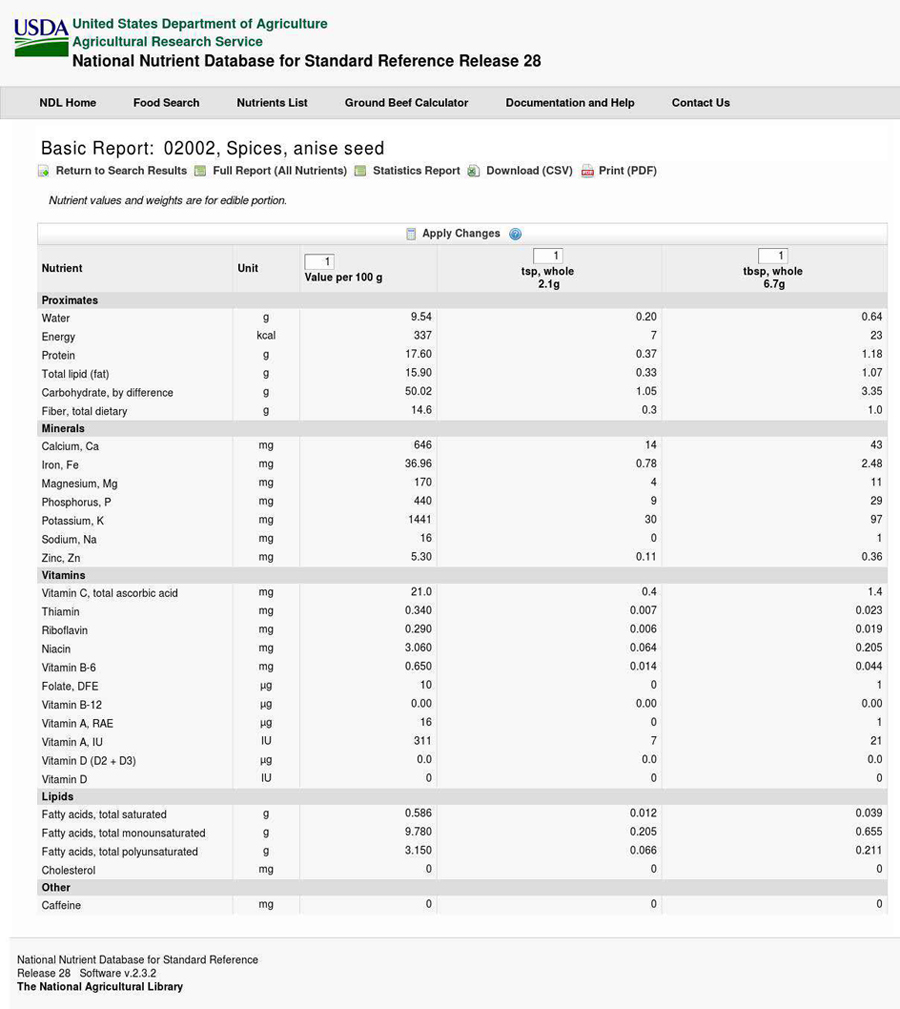 USDA United States Department of Agriculture
Agricultural Research Service
National Nutrient Database for Standard Reference Release 28
NDL Home Food Search Nutrients List Ground Beef Calculator Documentation and Help Contact Us
Basic Report: 02002, Spices, anise seed
Return to Search Results Full Report (All Nutrients) Statistics Report Download (CSV) Print (PDF)
Nutrient values and weights are for edible portion.
Apply Changes
Nutrient Unit 1 Value per 100 g 1 tsp, whole 2.1g 1 tbsp, whole 6.7g
Proximates
Water g 9.54 0.20 0.64
Energy kcal 337 7 23
Protein g 17.60 0.37 1.18
Total lipid (fat) g 15.90 0.33 1.07
Carbohydrate, by difference g 50.02 1.05 3.35
Fiber, total dietary g 14.6 0.3 1.0
Minerals
Calcium, Ca mg 646 14 43
Iron, Fe mg 36.96 0.78 2.48
Magnesium, Mg mg 170 4 11
Phosphorus, P mg 440 9 29
Potassium, K mg 1441 30 97
Sodium, Na mg 16 0 1
Zinc, Zn mg 5.30 0.11 0.36
Vitamins
Vitamin C, total ascorbic acid mg 21.0 0.4 1.4
Thiamin mg 0.340 0.007 0.023
Riboflavin mg 0.290 0.006 0.019
Niacin mg 3.060 0.064 0.205
Vitamin B-6 mg 0.650 0.014 0.044
Folate, DFE µg 10 0 1
Vitamin B-12 µg 0.00 0.00 0.00
Vitamin A, RAE µg 16 0 1
Vitamin A, IU IU 311 7 21
Vitamin D (D2 + D3) µg 0.0 0.0 0.0
Vitamin D IU 0 0 0
Lipids
Fatty acids, total saturated g 0.586 0.012 0.039
Fatty acids, total monounsaturated g 9.780 0.205 0.655
Fatty acids, total polyunsaturated g 3.150 0.066 0.211
Cholesterol mg 0 0 0
Other
Caffeine mg 0 0 0
National Nutrient Database for Standard Reference
Release 28 Software v.2.3.2
The National Agricultural Library